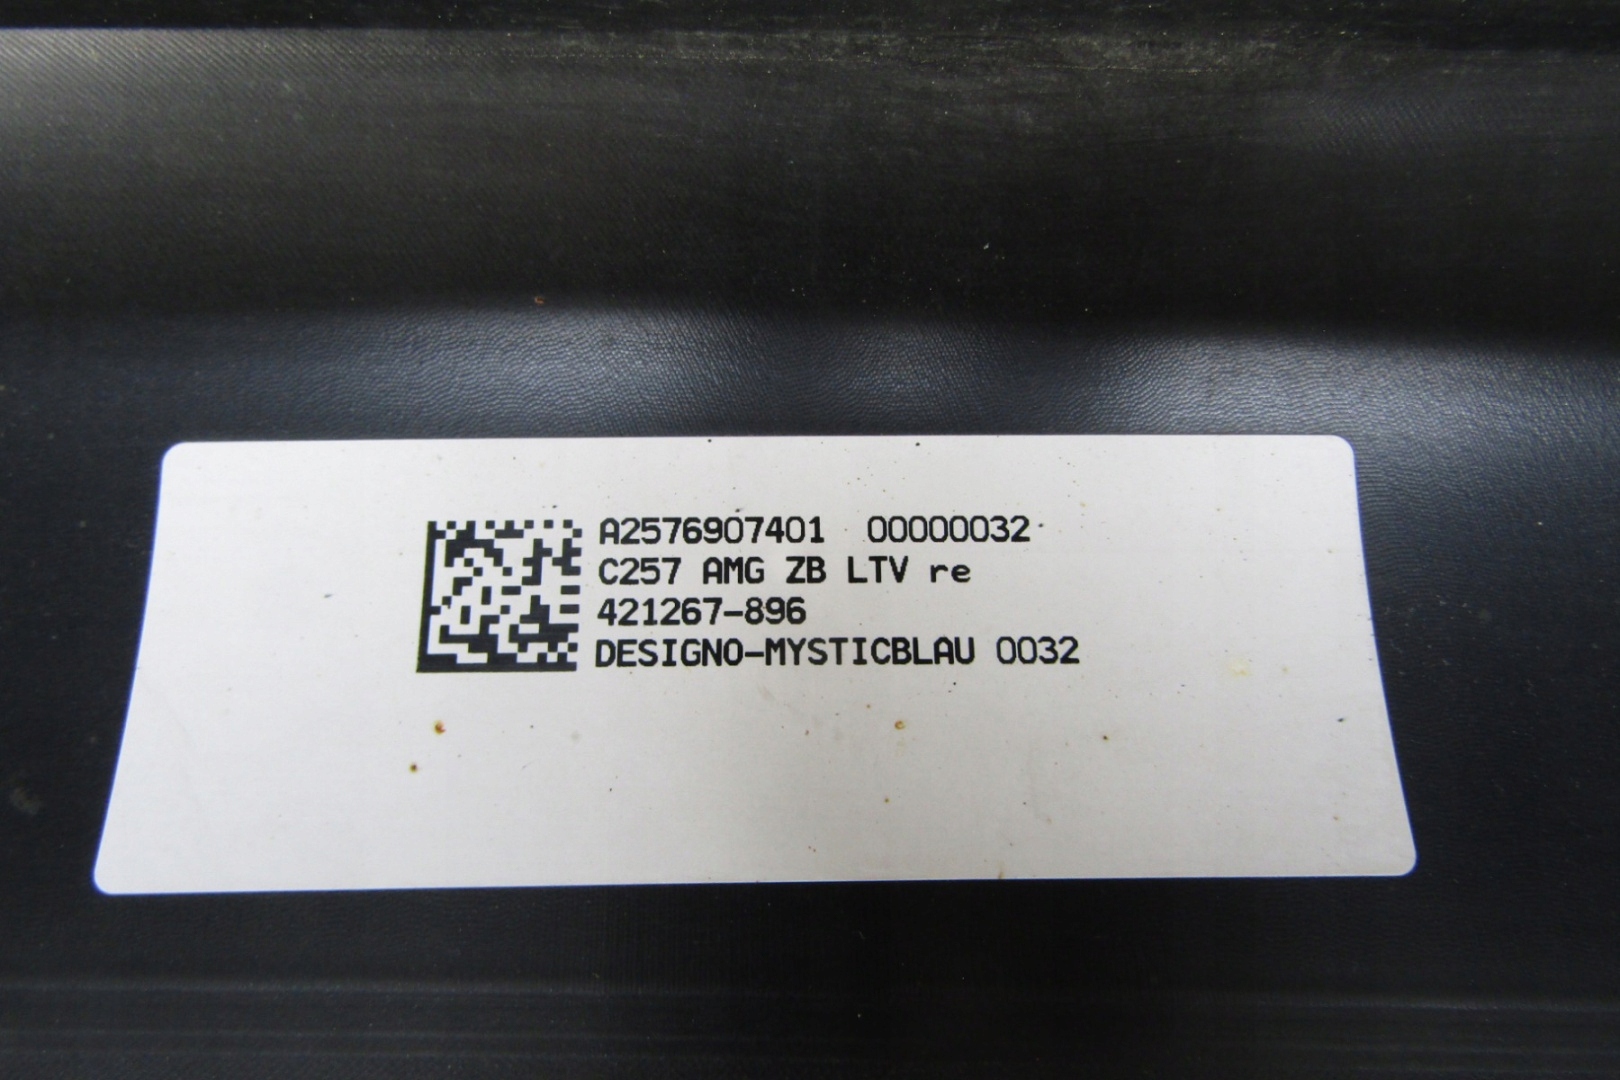 A2576907401 00000032
C257 AMG ZB LTV re
421267-896
DESIGNO-MYSTICBLAU 0032